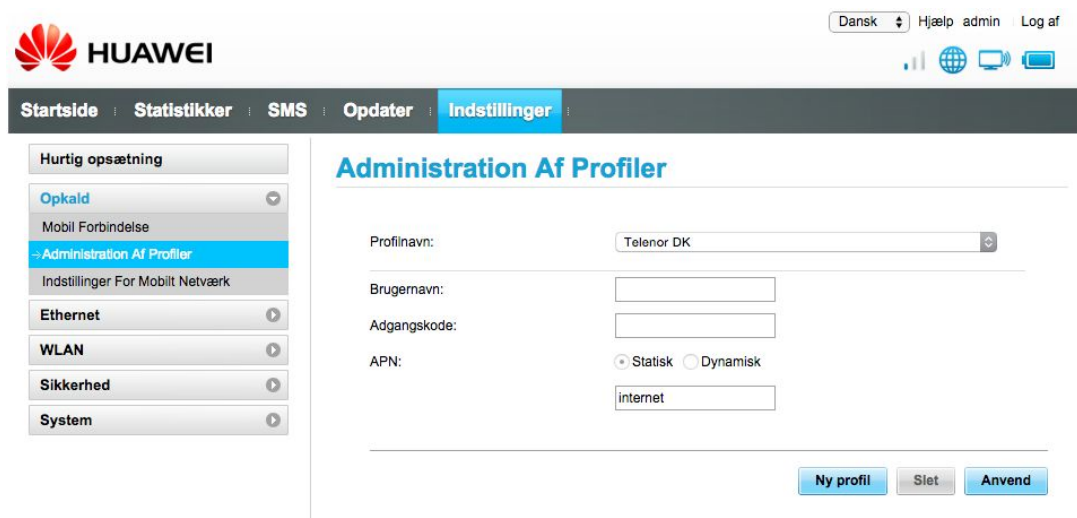 Dansk Hjælp admin Log af
HUAWEI
Startside Statistikker SMS Opdater Indstillinger
Hurtig opsætning
Opkald
Mobil Forbindelse
Administration Af Profiler
Indstillinger For Mobilt Netværk
Ethernet
WLAN
Sikkerhed
System
Administration Af Profiler
Profilnavn: Telenor DK
Brugernavn:
Adgangskode:
APN: Statisk Dynamisk
internet
Ny profil Slet Anvend